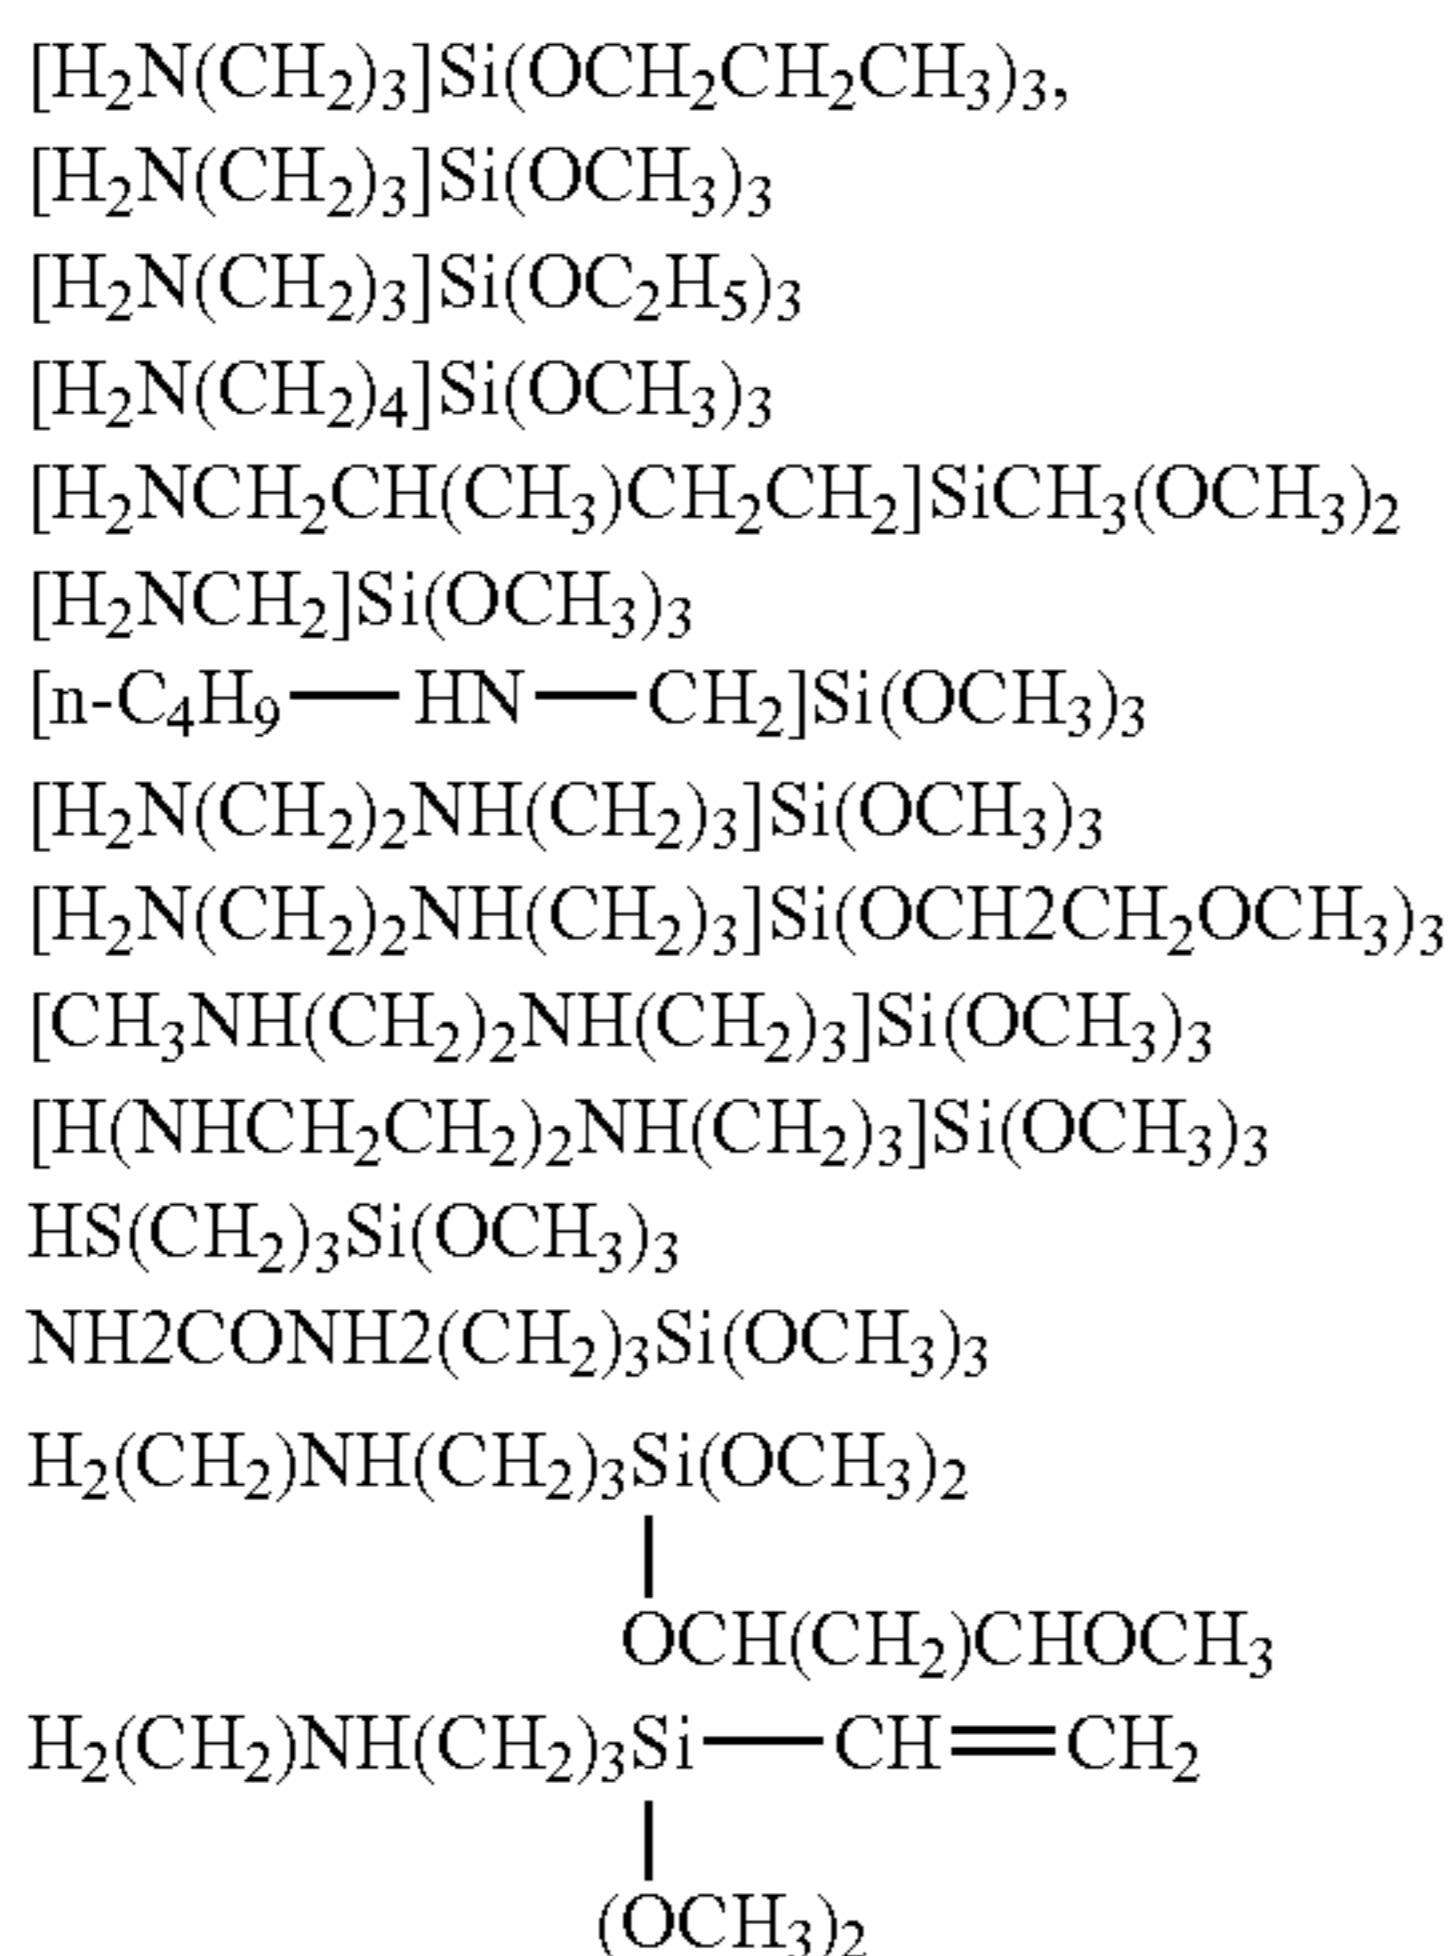 [H₂N(CH₂)₃]Si(OCH₂CH₂CH₃)₃,
[H₂N(CH₂)₃]Si(OCH₃)₃
[H₂N(CH₂)₃]Si(OC₂H₅)₃
[H₂N(CH₂)₄]Si(OCH₃)₃
[H₂NCH₂CH(CH₃)CH₂CH₂]SiCH₃(OCH₃)₂
[H₂NCH₂]Si(OCH₃)₃
[n-C₄H₉—HN—CH₂]Si(OCH₃)₃
[H₂N(CH₂)₂NH(CH₂)₃]Si(OCH₃)₃
[H₂N(CH₂)₂NH(CH₂)₃]Si(OCH2CH₂OCH₃)₃
[CH₃NH(CH₂)₂NH(CH₂)₃]Si(OCH₃)₃
[H(NHCH₂CH₂)₂NH(CH₂)₃]Si(OCH₃)₃
HS(CH₂)₃Si(OCH₃)₃
NH2CONH2(CH₂)₃Si(OCH₃)₃
H₂(CH₂)NH(CH₂)₃Si(OCH₃)₂
OCH(CH₂)CHOCH₃
H₂(CH₂)NH(CH₂)₃Si—CH=CH₂
(OCH₃)₂